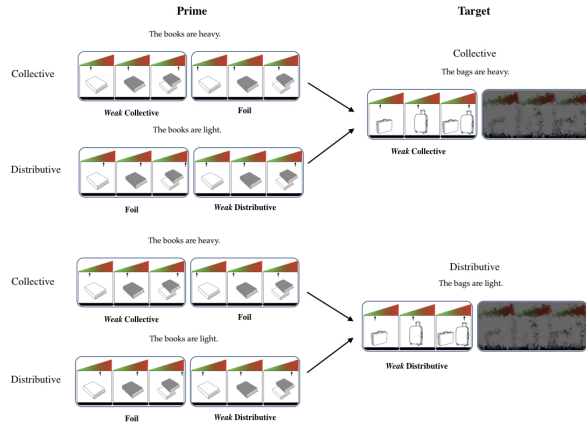 Prime
Target
The books are heavy.
Collective
Weak Collective
Foil
The books are light.
Distributive
Foil
Weak Distributive
Collective
The bags are heavy.
Weak Collective
The books are heavy.
Collective
Weak Collective
Foil
The books are light.
Distributive
Foil
Weak Distributive
Distributive
The bags are light.
Weak Distributive